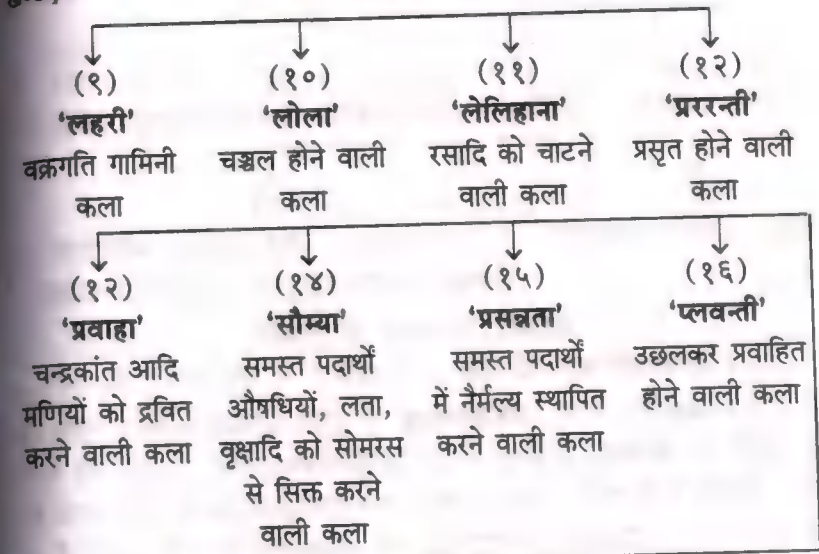 (९) (१०) (११) (१२)
‘लहरी’ ‘लोला’ ‘लेलिहाना’ ‘प्ररन्ती’
वक्रगति गामिनी चञ्चल होने वाली रसादि को चाटने प्रसृत होने वाली
कला कला वाली कला कला
(१२) (१४) (१५) (१६)
‘प्रवाहा’ ‘सौम्या’ ‘प्रसन्नता’ ‘प्लवन्ती’
चन्द्रकांत आदि समस्त पदार्थों समस्त पदार्थों उछलकर प्रवाहित
मणियों को द्रवित औषधियों, लता, में नैर्मल्य स्थापित होने वाली कला
करने वाली कला वृक्षादि को सोमरस करने वाली कला
से सिक्त करने
वाली कला